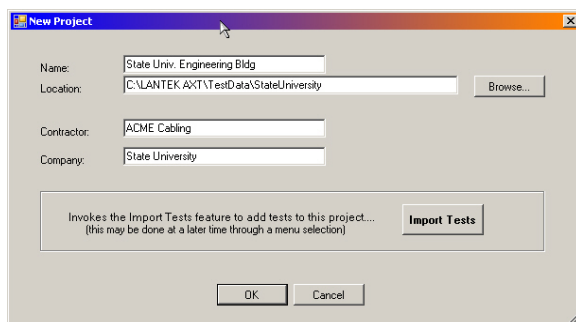 New Project
Name: State Univ. Engineering Bldg
Location: C:\LANTEK AXT\TestData\StateUniversity Browse...
Contractor: ACME Cabling
Company: State University
Invokes the Import Tests feature to add tests to this project.... Import Tests
(this may be done at a later time through a menu selection)
OK Cancel